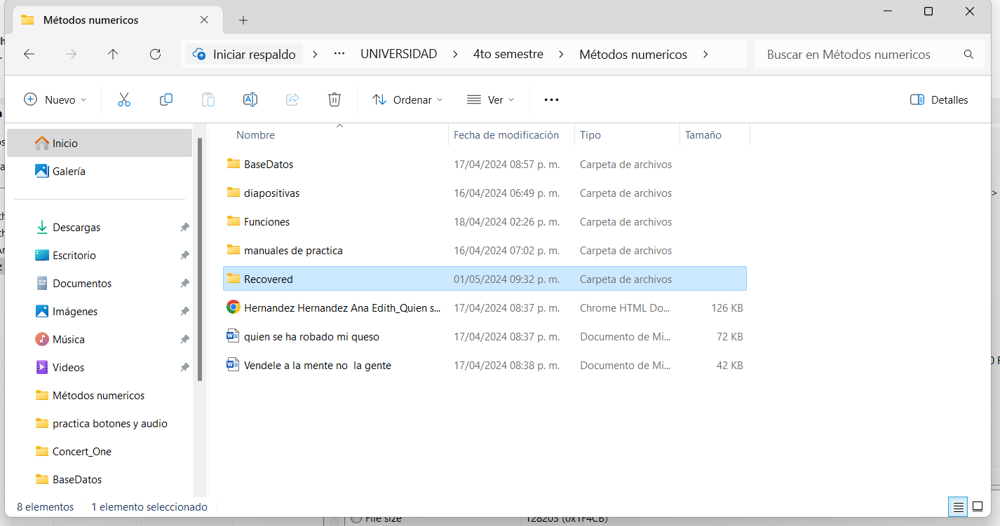 Métodos numericos
Iniciar respaldo > ··· UNIVERSIDAD > 4to semestre > Métodos numericos >
Buscar en Métodos numericos
Nuevo
Ordenar
Ver
Detalles
Inicio
Galería
Descargas
Escritorio
Documentos
Imágenes
Música
Videos
Métodos numericos
practica botones y audio
Concert_One
BaseDatos
Nombre Fecha de modificación Tipo Tamaño
BaseDatos 17/04/2024 08:57 p. m. Carpeta de archivos
diapositivas 16/04/2024 06:49 p. m. Carpeta de archivos
Funciones 18/04/2024 02:26 p. m. Carpeta de archivos
manuales de practica 16/04/2024 07:02 p. m. Carpeta de archivos
Recovered 01/05/2024 09:32 p. m. Carpeta de archivos
Hernandez Hernandez Ana Edith_Quien s... 17/04/2024 08:37 p. m. Chrome HTML Do... 126 KB
quien se ha robado mi queso 17/04/2024 08:37 p. m. Documento de Mi... 72 KB
Vendele a la mente no  la gente 17/04/2024 08:38 p. m. Documento de Mi... 42 KB
8 elementos 1 elemento seleccionado
File size 128203 (0x1F4CB)